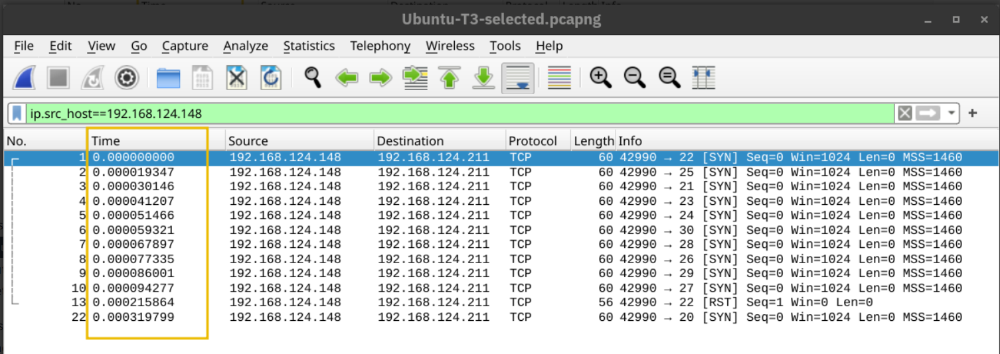 Ubuntu-T3-selected.pcapng
File Edit View Go Capture Analyze Statistics Telephony Wireless Tools Help
ip.src_host==192.168.124.148
No. Time Source Destination Protocol Length Info
1 0.000000000 192.168.124.148 192.168.124.211 TCP 60 42990 → 22 [SYN] Seq=0 Win=1024 Len=0 MSS=1460
2 0.000019347 192.168.124.148 192.168.124.211 TCP 60 42990 → 25 [SYN] Seq=0 Win=1024 Len=0 MSS=1460
3 0.000030146 192.168.124.148 192.168.124.211 TCP 60 42990 → 21 [SYN] Seq=0 Win=1024 Len=0 MSS=1460
4 0.000041207 192.168.124.148 192.168.124.211 TCP 60 42990 → 23 [SYN] Seq=0 Win=1024 Len=0 MSS=1460
5 0.000051466 192.168.124.148 192.168.124.211 TCP 60 42990 → 24 [SYN] Seq=0 Win=1024 Len=0 MSS=1460
6 0.000059321 192.168.124.148 192.168.124.211 TCP 60 42990 → 30 [SYN] Seq=0 Win=1024 Len=0 MSS=1460
7 0.000067897 192.168.124.148 192.168.124.211 TCP 60 42990 → 28 [SYN] Seq=0 Win=1024 Len=0 MSS=1460
8 0.000077335 192.168.124.148 192.168.124.211 TCP 60 42990 → 26 [SYN] Seq=0 Win=1024 Len=0 MSS=1460
9 0.000086001 192.168.124.148 192.168.124.211 TCP 60 42990 → 29 [SYN] Seq=0 Win=1024 Len=0 MSS=1460
10 0.000094277 192.168.124.148 192.168.124.211 TCP 60 42990 → 27 [SYN] Seq=0 Win=1024 Len=0 MSS=1460
13 0.000215864 192.168.124.148 192.168.124.211 TCP 56 42990 → 22 [RST] Seq=1 Win=0 Len=0
22 0.000319799 192.168.124.148 192.168.124.211 TCP 60 42990 → 20 [SYN] Seq=0 Win=1024 Len=0 MSS=1460